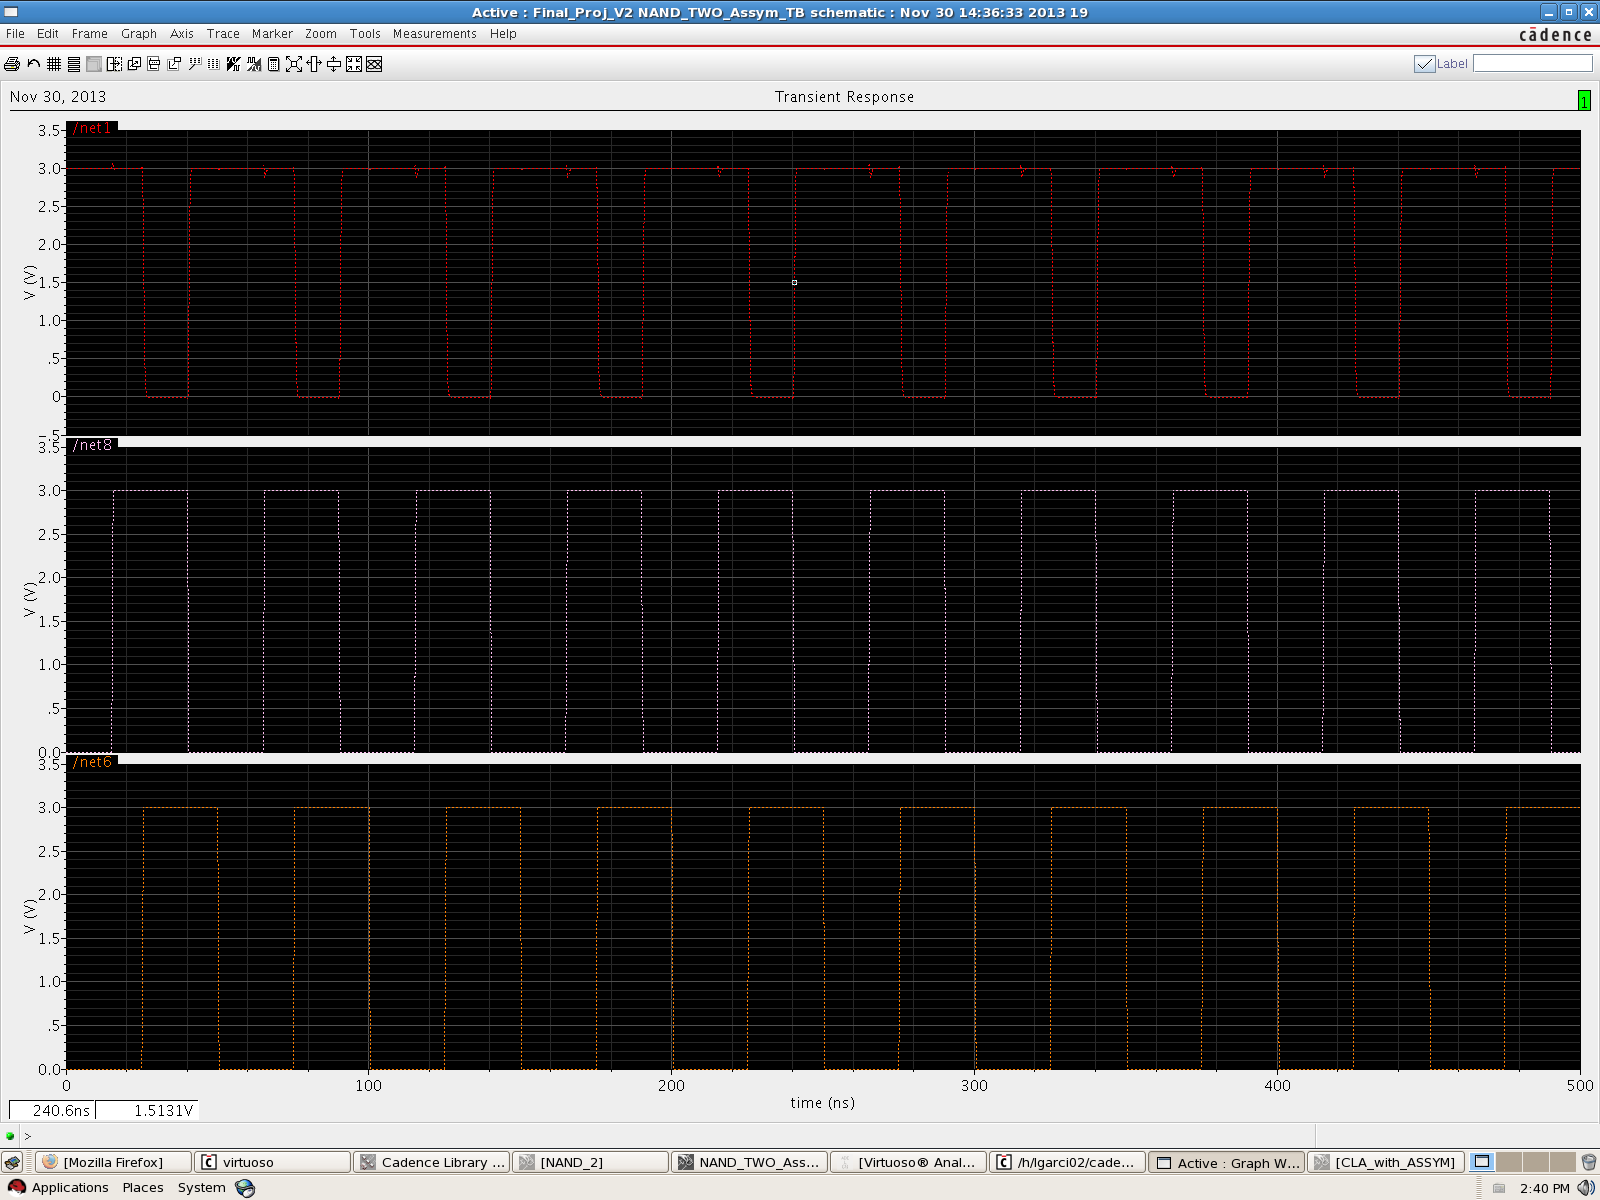 Active : Final_Proj_V2 NAND_TWO_Assym_TB schematic : Nov 30 14:36:33 2013 19
File Edit Frame Graph Axis Trace Marker Zoom Tools Measurements Help
cādence
Label
Nov 30, 2013
Transient Response
1
/net1
3.5
3.0
2.5
2.0
1.5
1.0
.5
0
-.5
V (V)
/net8
3.5
3.0
2.5
2.0
1.5
1.0
.5
0.0
V (V)
/net6
3.5
3.0
2.5
2.0
1.5
1.0
.5
0.0
V (V)
0 100 200 300 400 500
time (ns)
240.6ns 1.5131V
>
[Mozilla Firefox] virtuoso Cadence Library ... [NAND_2] NAND_TWO_Ass... [Virtuoso® Anal... /h/lgarci02/cade... Active : Graph W... [CLA_with_ASSYM]
Applications Places System 2:40 PM